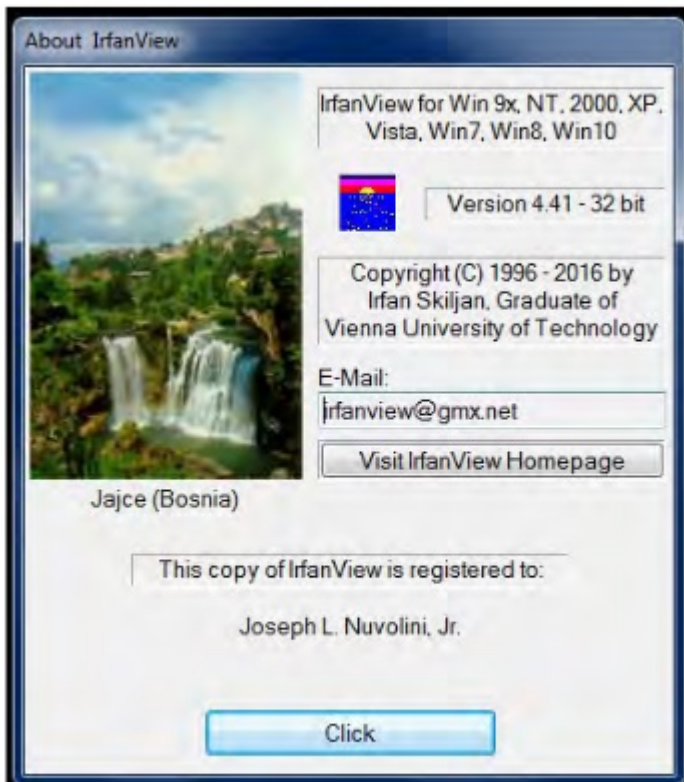 About IrfanView
IrfanView for Win 9x, NT, 2000, XP,
Vista, Win7, Win8, Win10
Version 4.41 - 32 bit
Copyright (C) 1996 - 2016 by
Irfan Skiljan, Graduate of
Vienna University of Technology
E-Mail:
irfanview@gmx.net
Visit IrfanView Homepage
Jajce (Bosnia)
This copy of IrfanView is registered to:
Joseph L. Nuvolini, Jr.
Click